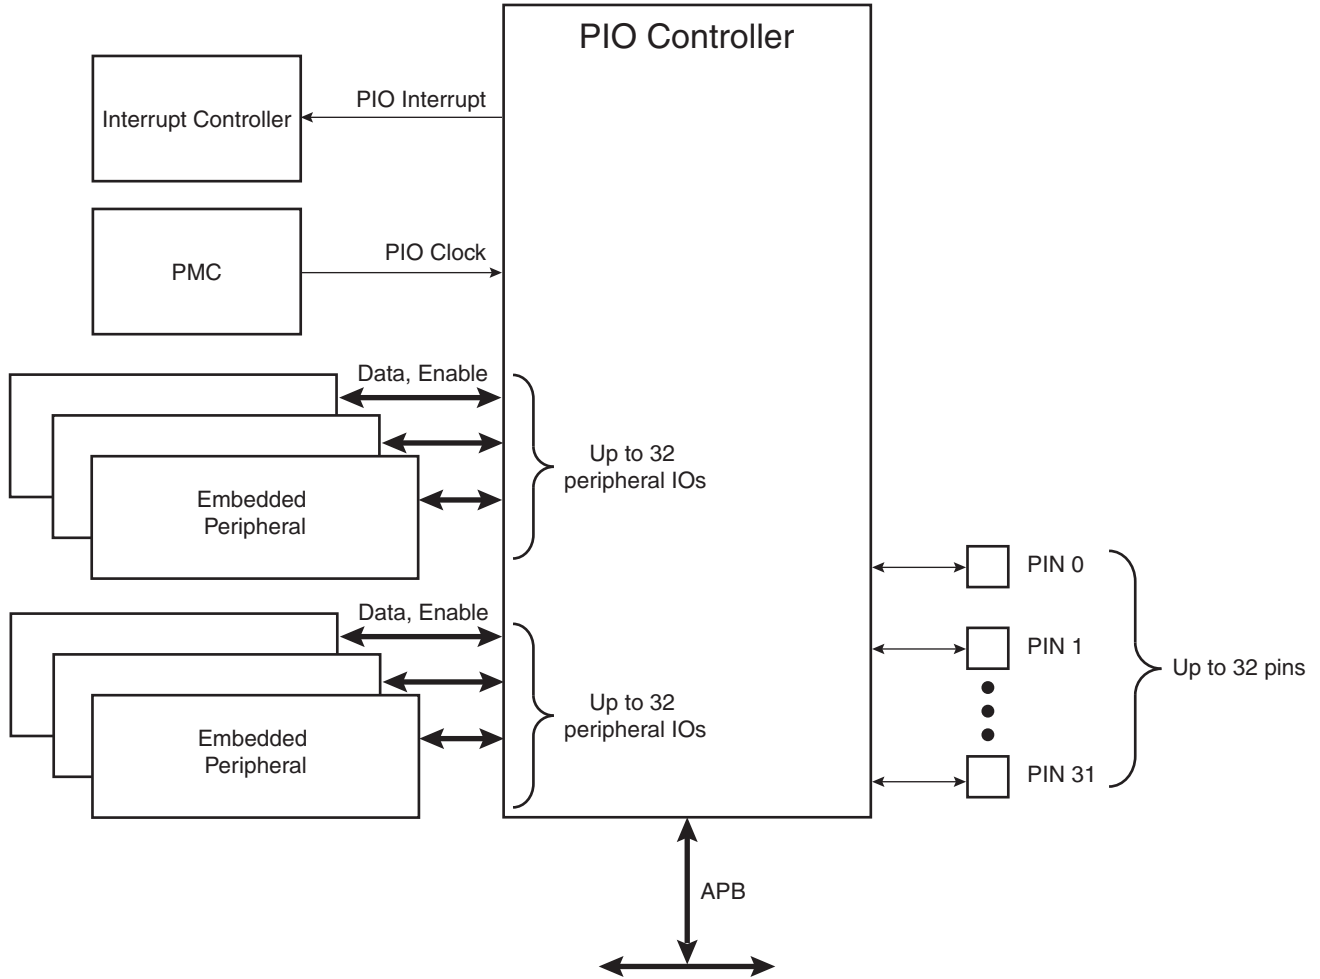 PIO Controller
PIO Interrupt
Interrupt Controller
PIO Clock
PMC
Data, Enable
Up to 32
peripheral IOs
Embedded
Peripheral
PIN 0
Data, Enable
PIN 1
Up to 32 pins
Up to 32
peripheral IOs
Embedded
Peripheral
PIN 31
APB